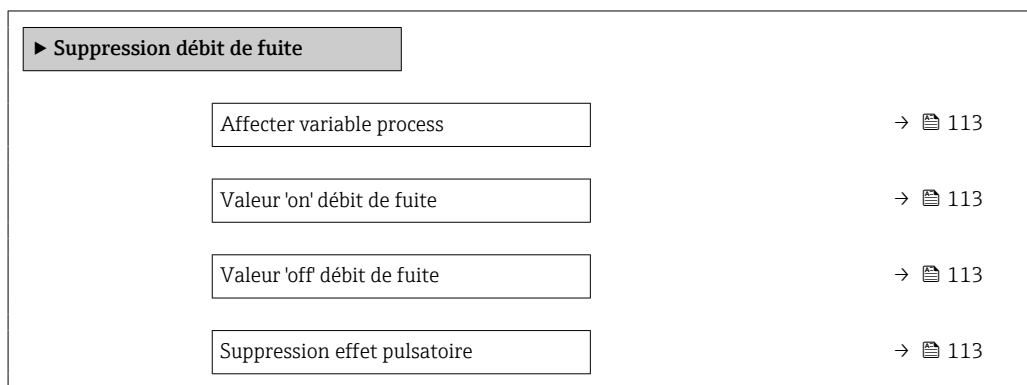 ► Suppression débit de fuite
Affecter variable process → 113
Valeur 'on' débit de fuite → 113
Valeur 'off' débit de fuite → 113
Suppression effet pulsatoire → 113